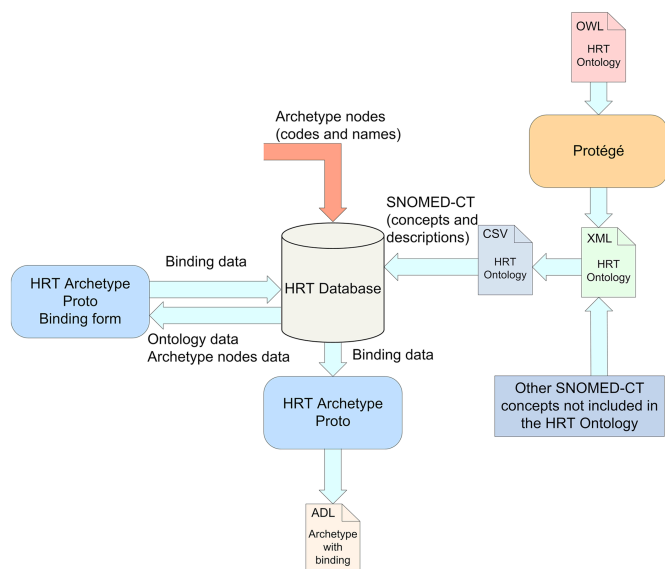 OWL
HRT
Ontology
Archetype nodes
(codes and names)
Protégé
SNOMED-CT
(concepts and
descriptions)
CSV
HRT
Ontology
XML
HRT
Ontology
Binding data
HRT Archetype
Proto
Binding form
HRT Database
Ontology data
Archetype nodes data
Binding data
HRT Archetype
Proto
Other SNOMED-CT
concepts not included in
the HRT Ontology
ADL
Archetype
with
binding